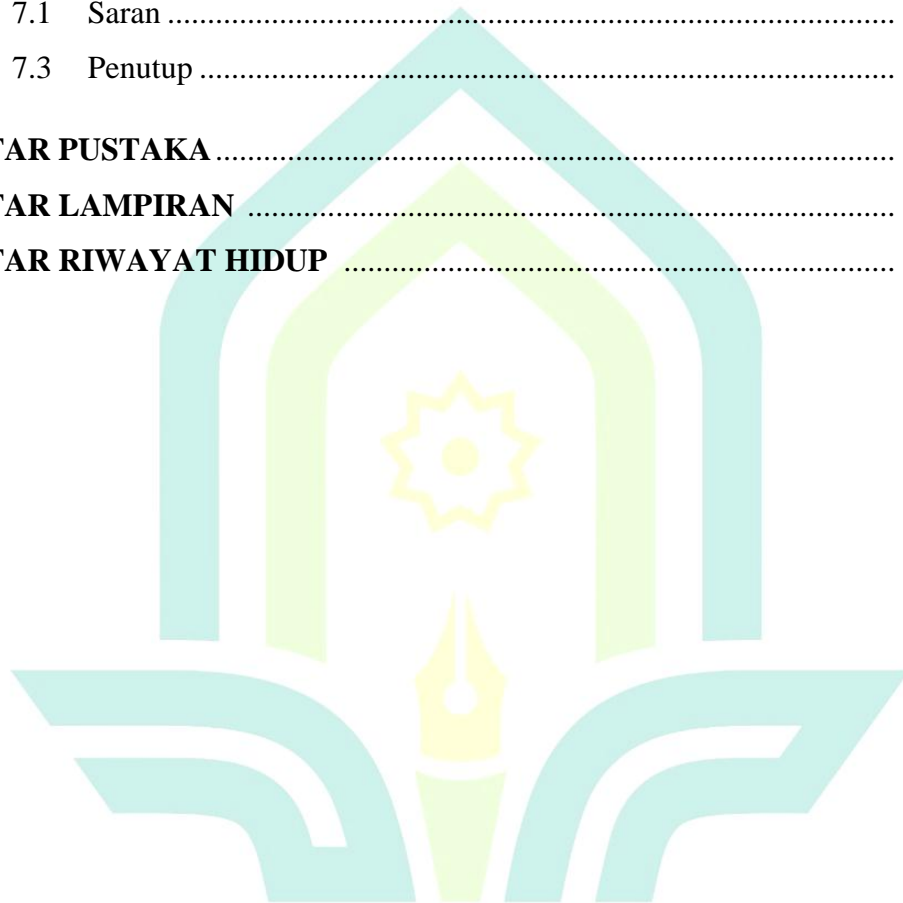 7.1 Saran ........................................................................................
7.3 Penutup ....................................................................................
TAR PUSTAKA ......................................................................................
TAR LAMPIRAN ..................................................................................
TAR RIWAYAT HIDUP ......................................................................